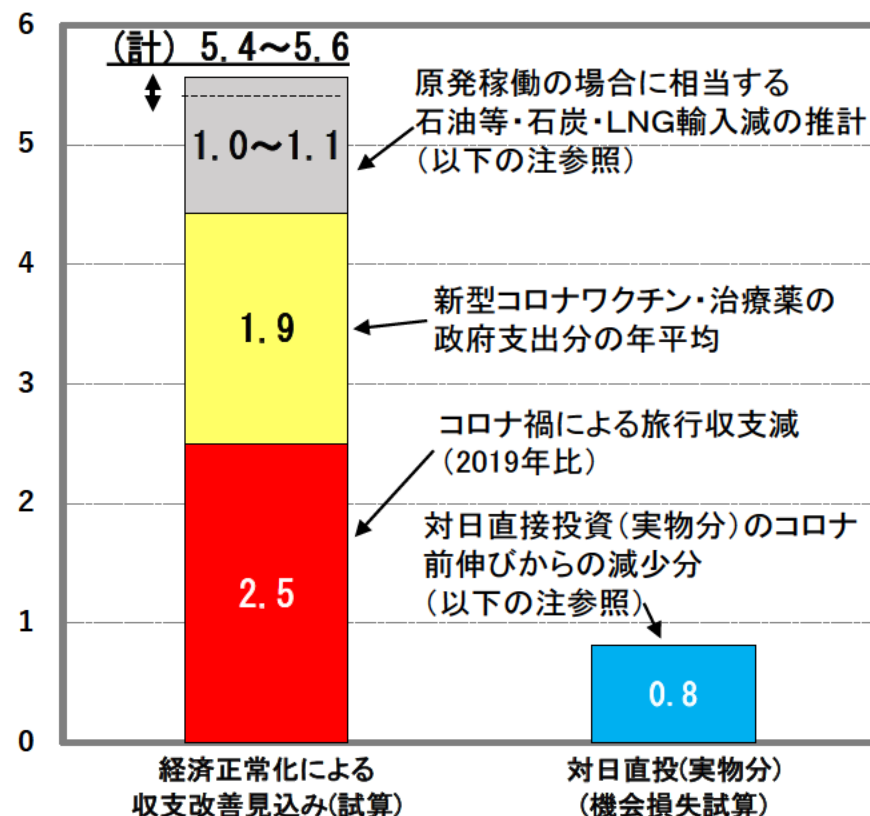 6
(計) 5.4～5.6
原発稼働の場合に相当する
石油等・石炭・LNG輸入減の推計
(以下の注参照)
5
1.0～1.1
4
新型コロナワクチン・治療薬の
政府支出分の年平均
1.9
3
コロナ禍による旅行収支減
(2019年比)
2
対日直接投資(実物分)のコロナ
前伸びからの減少分
(以下の注参照)
2.5
1
0.8
0
経済正常化による
収支改善見込み(試算)
対日直投(実物分)
(機会損失試算)